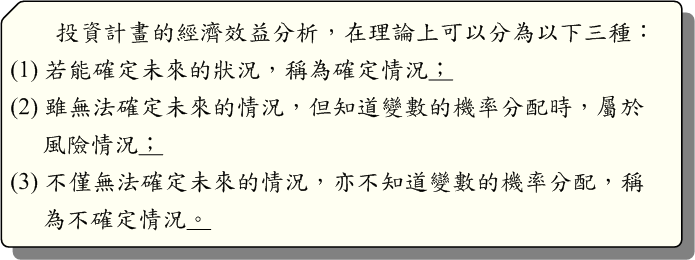 投資計畫的經濟效益分析，在理論上可以分為以下三種：
(1) 若能確定未來的狀況，稱為確定情況；
(2) 雖無法確定未來的情況，但知道變數的機率分配時，屬於
風險情況；
(3) 不僅無法確定未來的情況，亦不知道變數的機率分配，稱
為不確定情況。